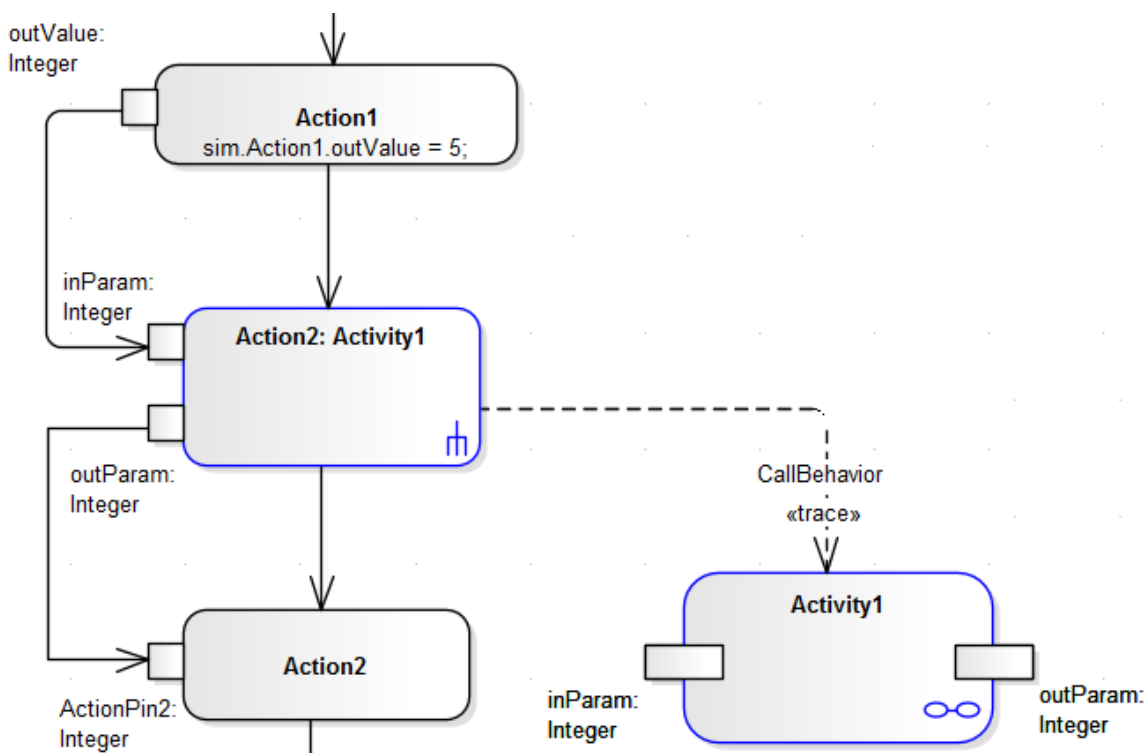 outValue:
Integer
Action1
sim.Action1.outValue = 5;
inParam:
Integer
Action2: Activity1
outParam:
Integer
CallBehavior
«trace»
Activity1
Action2
inParam:
Integer
outParam:
Integer
ActionPin2:
Integer